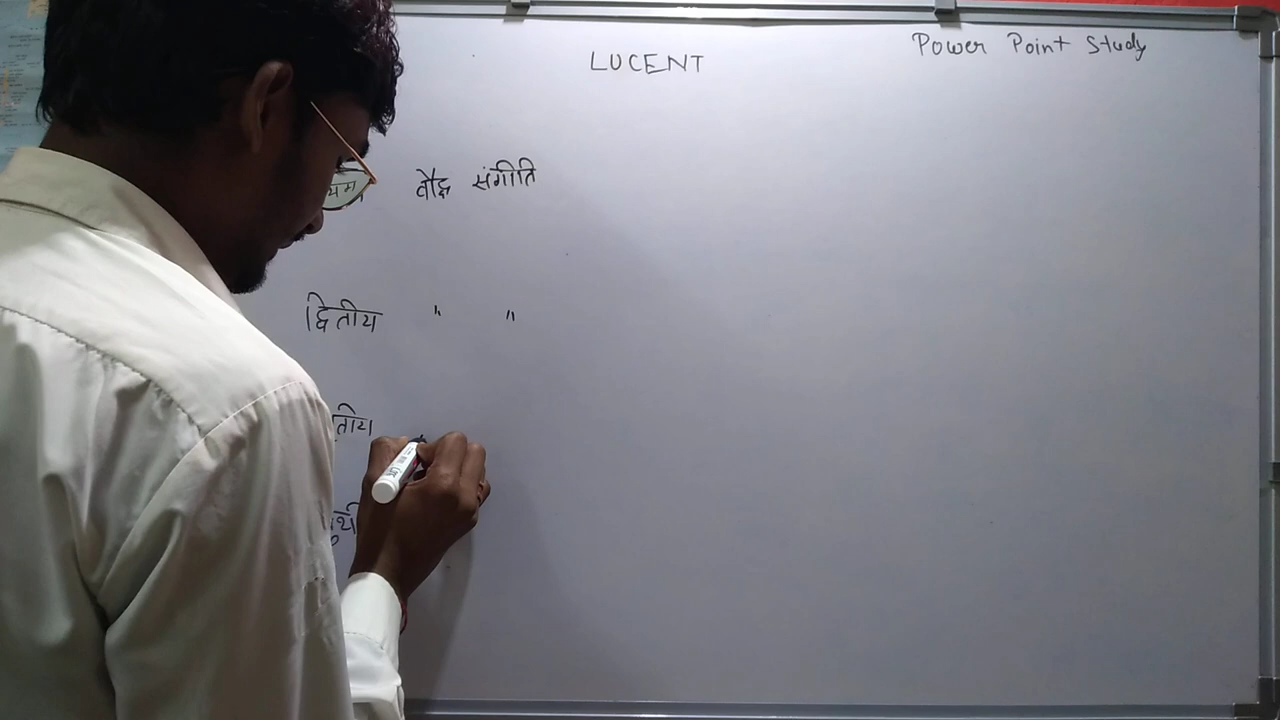 LUCENT
Power Point Study
बौद्ध संगीति
द्वितीय " "
तीय